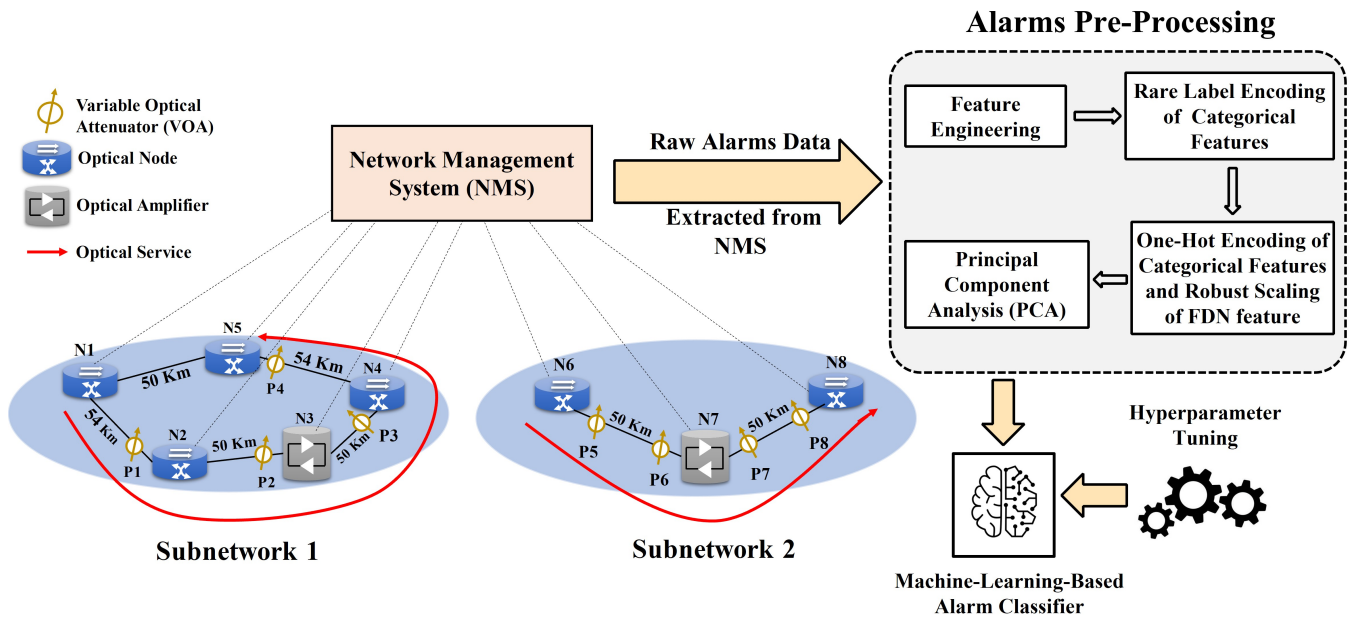 Alarms Pre-Processing
Variable Optical
Attenuator (VOA)
Optical Node
Optical Amplifier
Optical Service
Network Management
System (NMS)
Raw Alarms Data
Extracted from
NMS
Feature
Engineering
Rare Label Encoding
of Categorical
Features
One-Hot Encoding of
Categorical Features
and Robust Scaling
of FDN feature
Principal
Component
Analysis (PCA)
N1
N5
50 Km
P4
54 Km
N4
54 Km
P1
N2
50 Km
P2
N3
50 Km
P3
Subnetwork 1
N6
P5
50 Km
P6
N7
P7
50 Km
P8
N8
Subnetwork 2
Hyperparameter
Tuning
Machine-Learning-Based
Alarm Classifier